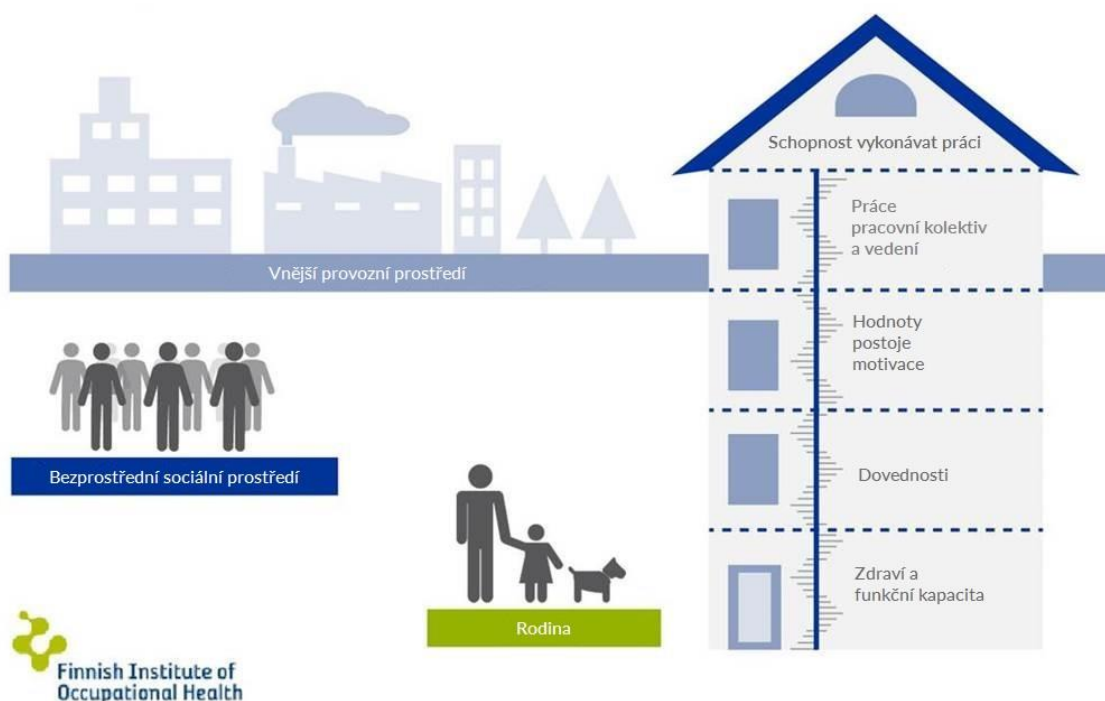 Schopnost vykonávat práci
Práce
pracovní kolektiv
a vedení
Vnější provozní prostředí
Hodnoty
postoje
motivace
Bezprostřední sociální prostředí
Dovednosti
Zdraví a
funkční kapacita
Rodina
Finnish Institute of
Occupational Health